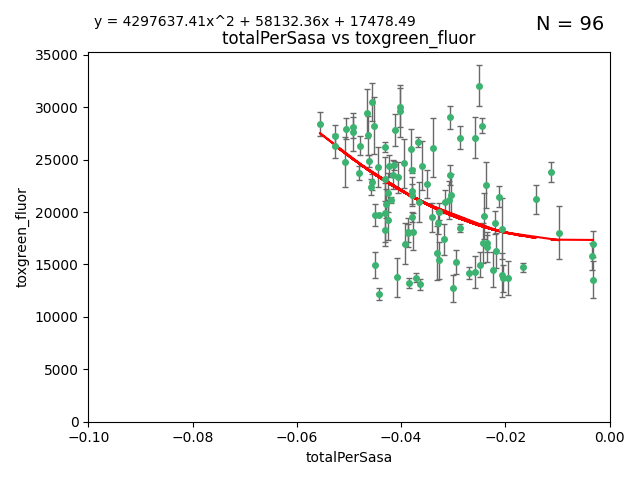 y = 4297637.41x^2 + 58132.36x + 17478.49
N = 96
totalPerSasa vs toxgreen_fluor
35000
30000
25000
20000
15000
10000
5000
0
toxgreen_fluor
−0.10 −0.08 −0.06 −0.04 −0.02 0.00
totalPerSasa